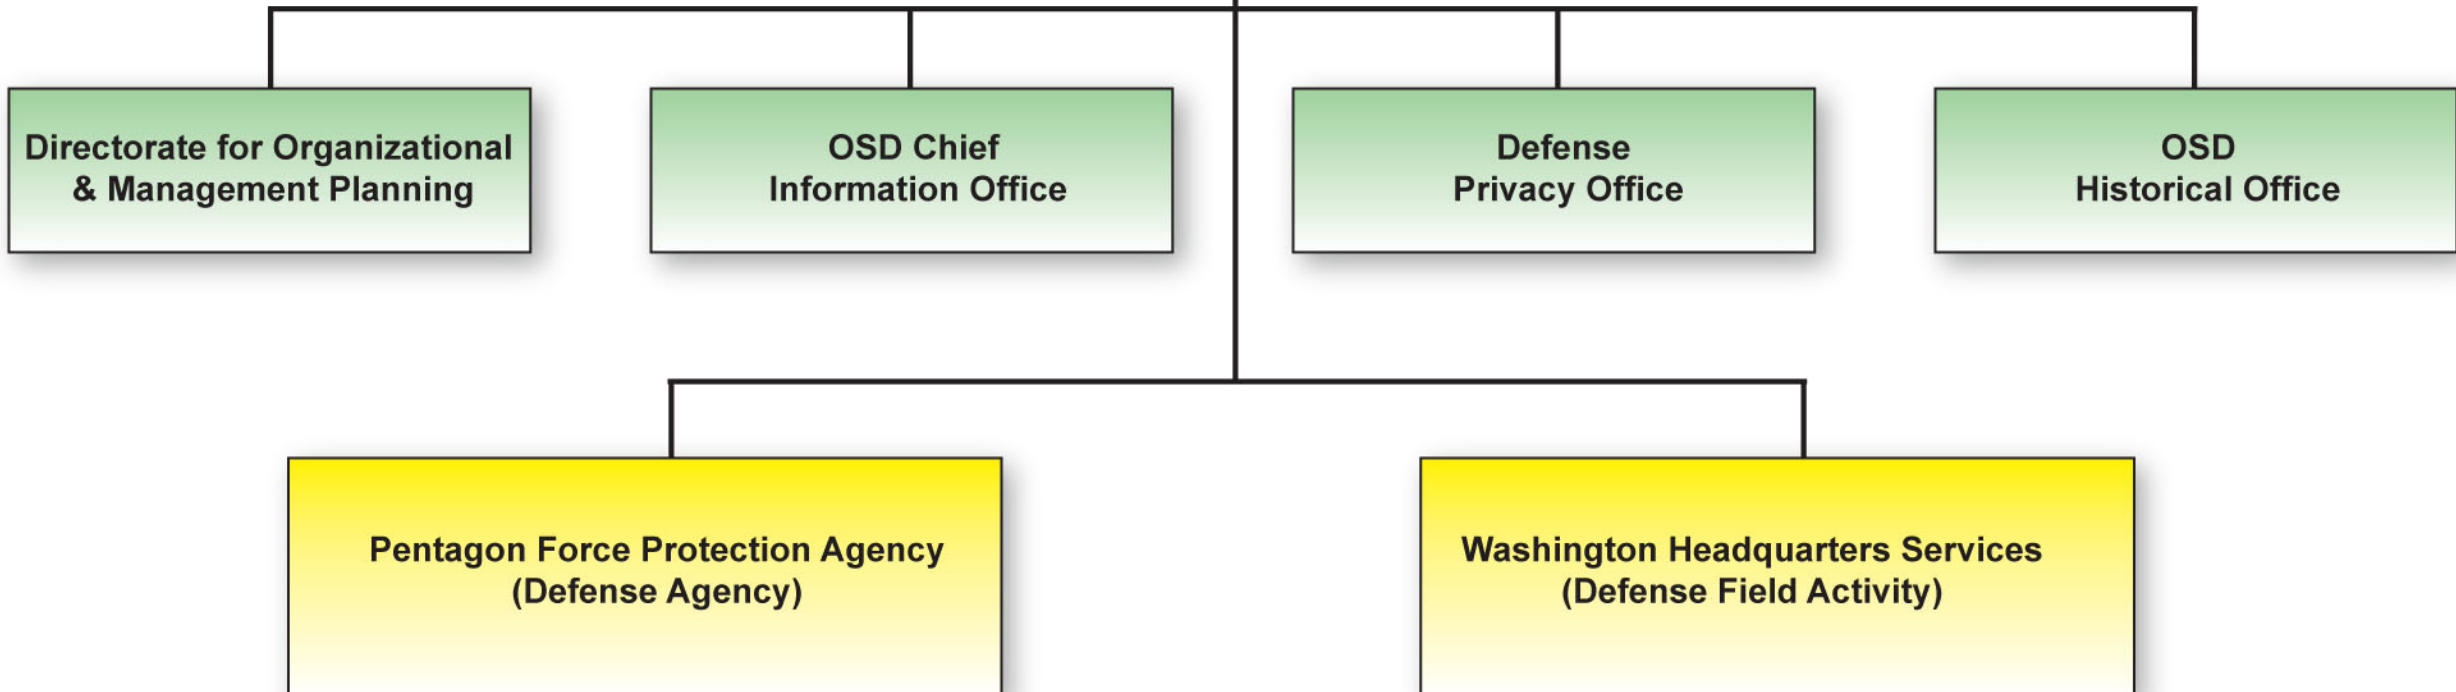 Directorate for Organizational
& Management Planning
OSD Chief
Information Office
Defense
Privacy Office
OSD
Historical Office
Pentagon Force Protection Agency
(Defense Agency)
Washington Headquarters Services
(Defense Field Activity)